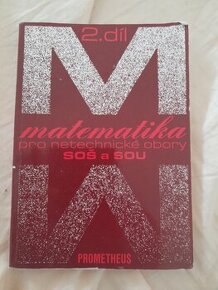 2. díl
matematika
pro netechnické obory
SOŠ a SOU
PROMETHEUS